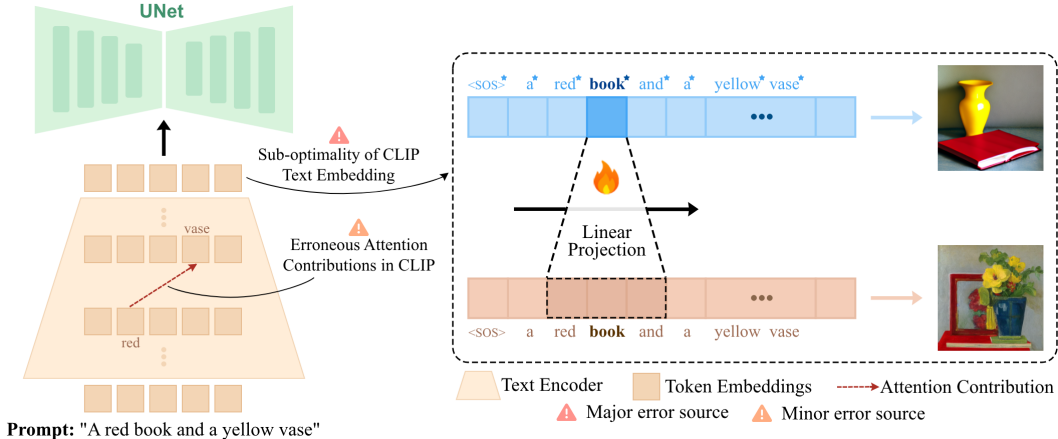 UNet
Sub-optimality of CLIP
Text Embedding
vase
Erroneous Attention
Contributions in CLIP
red
Prompt: "A red book and a yellow vase"
<sos>* a* red* book* and* a* yellow* vase*
•••
Linear
Projection
•••
<sos> a red book and a yellow vase
Text Encoder Token Embeddings Attention Contribution
Major error source Minor error source